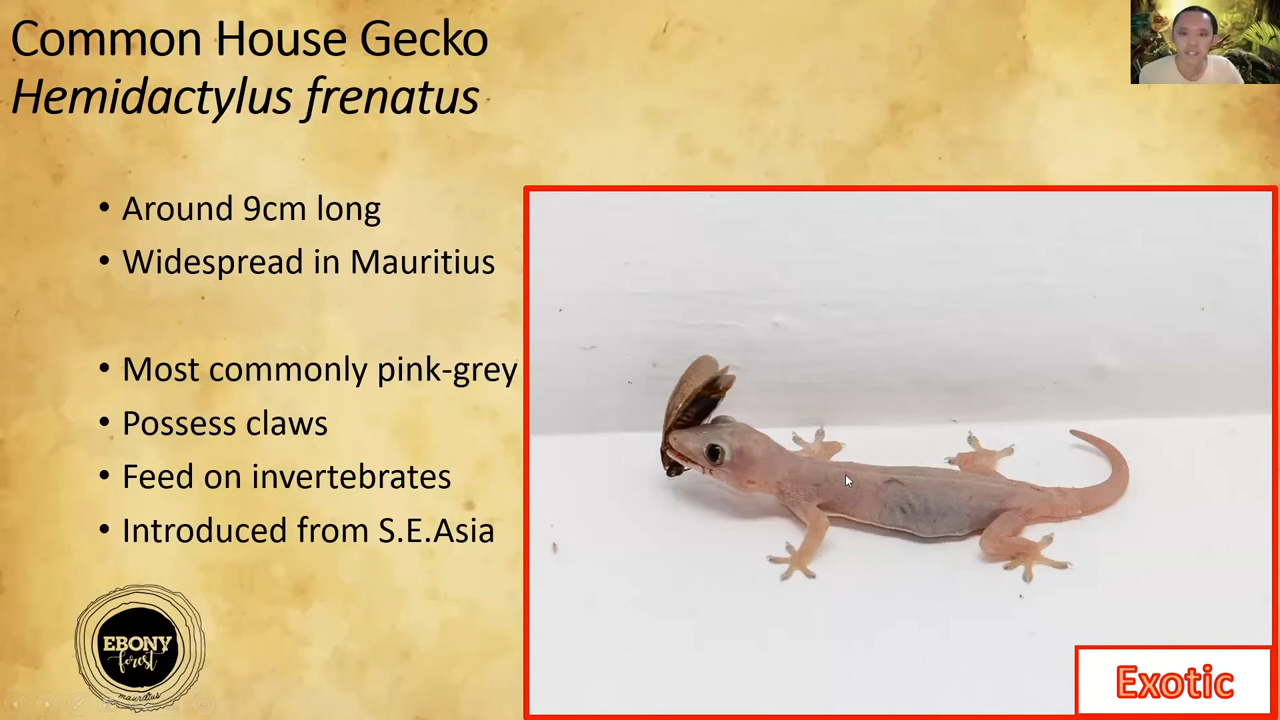 Common House Gecko
Hemidactylus frenatus
• Around 9cm long
• Widespread in Mauritius
• Most commonly pink-grey
• Possess claws
• Feed on invertebrates
• Introduced from S.E.Asia
EBONY
forest
mauritius
Exotic